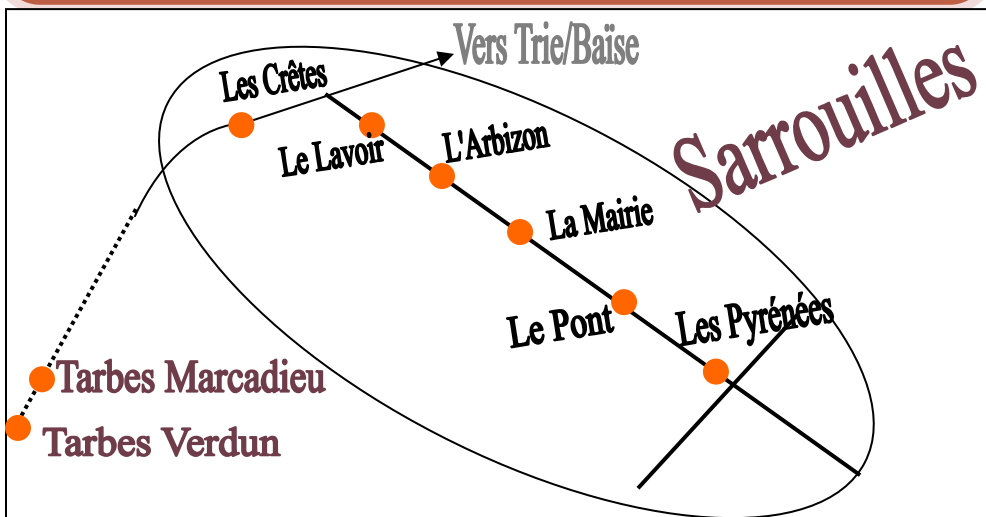 Vers Trie/Baïse
Les Crêtes
Sarrouilles
Le Lavoir
L'Arbizon
La Mairie
Le Pont
Les Pyrénées
Tarbes Marcadieu
Tarbes Verdun